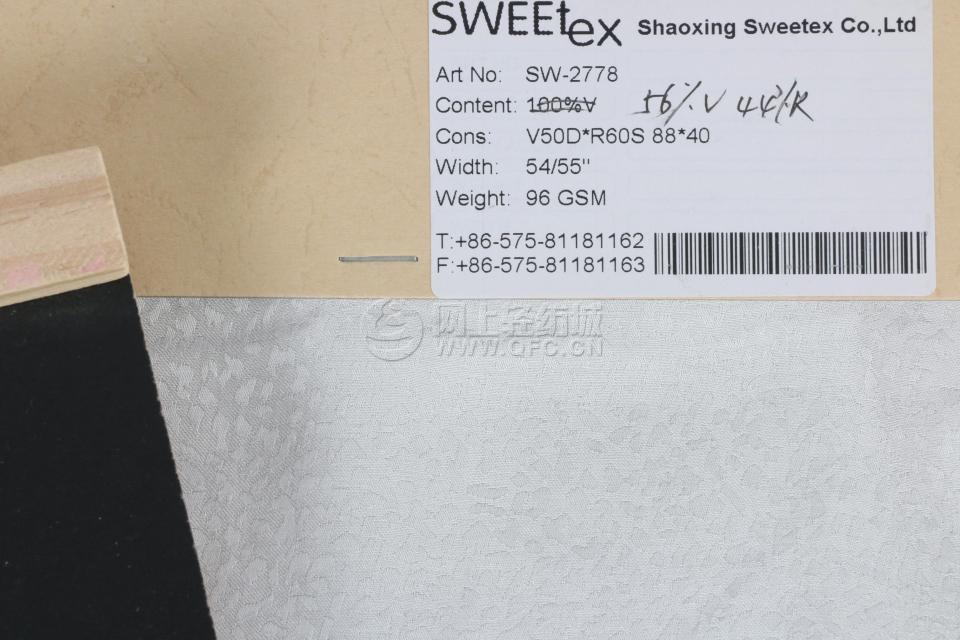 SWEEtex Shaoxing Sweetex Co.,Ltd
Art No: SW-2778
Content: 100%V 56%.V 44%R
Cons: V50D*R60S 88*40
Width: 54/55"
Weight: 96 GSM
T:+86-575-81181162
F:+86-575-81181163
网上轻纺城
WWW.QFC.CN